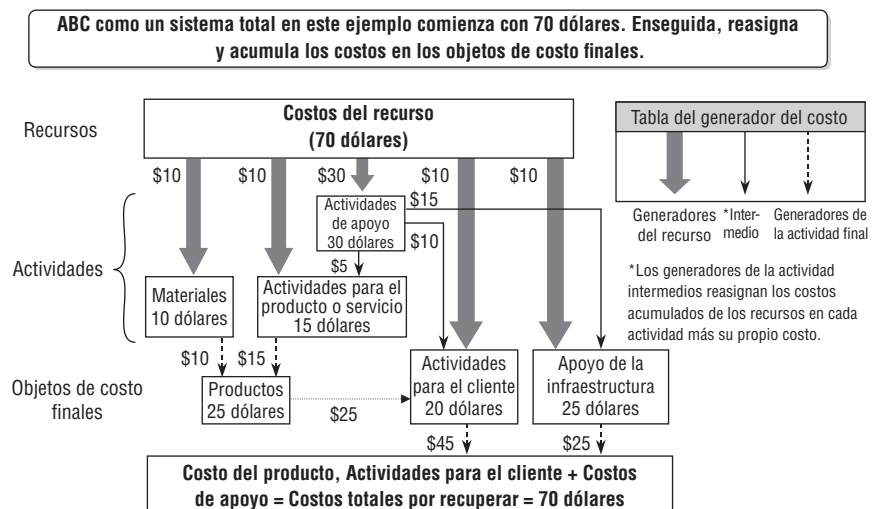 ABC como un sistema total en este ejemplo comienza con 70 dólares. Enseguida, reasigna
y acumula los costos en los objetos de costo finales.
Recursos
Costos del recurso
(70 dólares)
Tabla del generador del costo
Generadores
del recurso
*Inter-
medio
Generadores de
la actividad final
*Los generadores de la actividad
intermedios reasignan los costos
acumulados de los recursos en cada
actividad más su propio costo.
$10
$10
$30
$10
$10
Actividades
Actividades
de apoyo
30 dólares
$15
$10
$5
Materiales
10 dólares
Actividades para el
producto o servicio
15 dólares
$10
$15
Objetos de costo
finales
Productos
25 dólares
$25
Actividades
para el cliente
20 dólares
Apoyo de la
infraestructura
25 dólares
$45
$25
Costo del producto, Actividades para el cliente + Costos
de apoyo = Costos totales por recuperar = 70 dólares